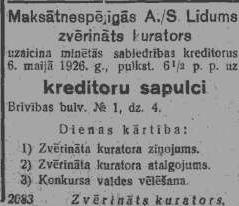 Maksātnespējīgās A./S. Lidums
zvērināts kurators
uzaicina minētās sabiedrības kreditorus
6. maijā 1926. g., pulkst. 6½ p. p. uz
kreditoru sapulci
Brīvības bulv. № 1, dz. 4.
Dienas kārtība:
1) Zvērināta kuratora ziņojums.
2) Zvērināta kuratora atalgojums.
3) Konkursa valdes vēlēšana.
2083 Zvērināts kurators.